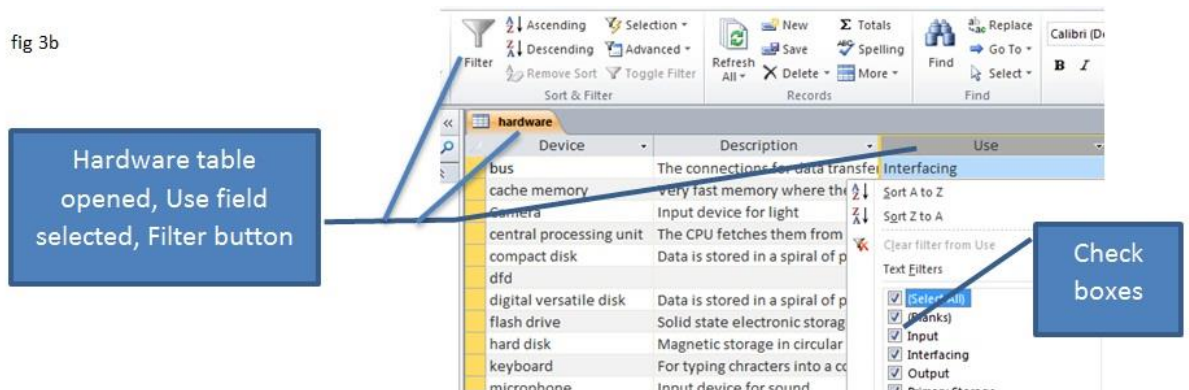 fig 3b
Filter
Ascending
Descending
Remove Sort
Selection
Advanced
Toggle Filter
Sort & Filter
Refresh
All
New
Save
Delete
Totals
Spelling
More
Records
Find
Replace
Go To
Select
Find
Calibri
B I
hardware
Device Description Use
bus The connections for data transfer Interfacing
cache memory Very fast memory where the
Camera Input device for light
central processing unit The CPU fetches them from
compact disk Data is stored in a spiral of p
dfd
digital versatile disk Data is stored in a spiral of p
flash drive Solid state electronic storag
hard disk Magnetic storage in circular
keyboard For typing chracters into a co
microphone Input device for sound
Sort A to Z
Sort Z to A
Clear filter from Use
Text Filters
(Select All)
(Blanks)
Input
Interfacing
Output
Primary Storage
Hardware table
opened, Use field
selected, Filter button
Check
boxes